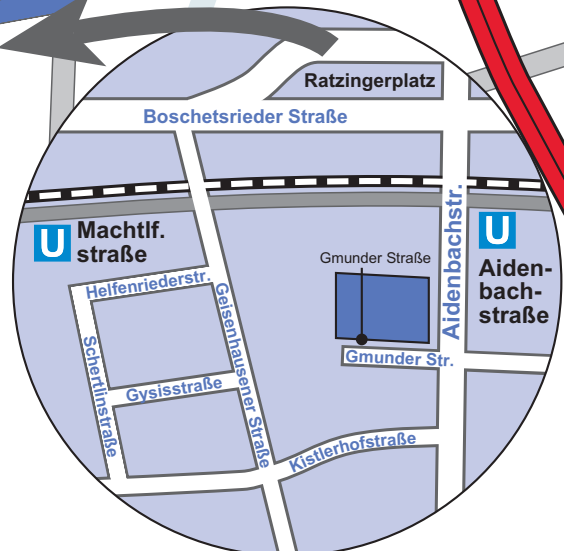 Ratzingerplatz
Boschetsrieder Straße
U Machtlf.
straße
Aidenbachstr.
U
Aiden-
bach-
straße
Gmunder Straße
Helfenriederstr.
Geisenhausener Straße
Schertlinstraße
Gysisstraße
Gmunder Str.
Kistlerhofstraße